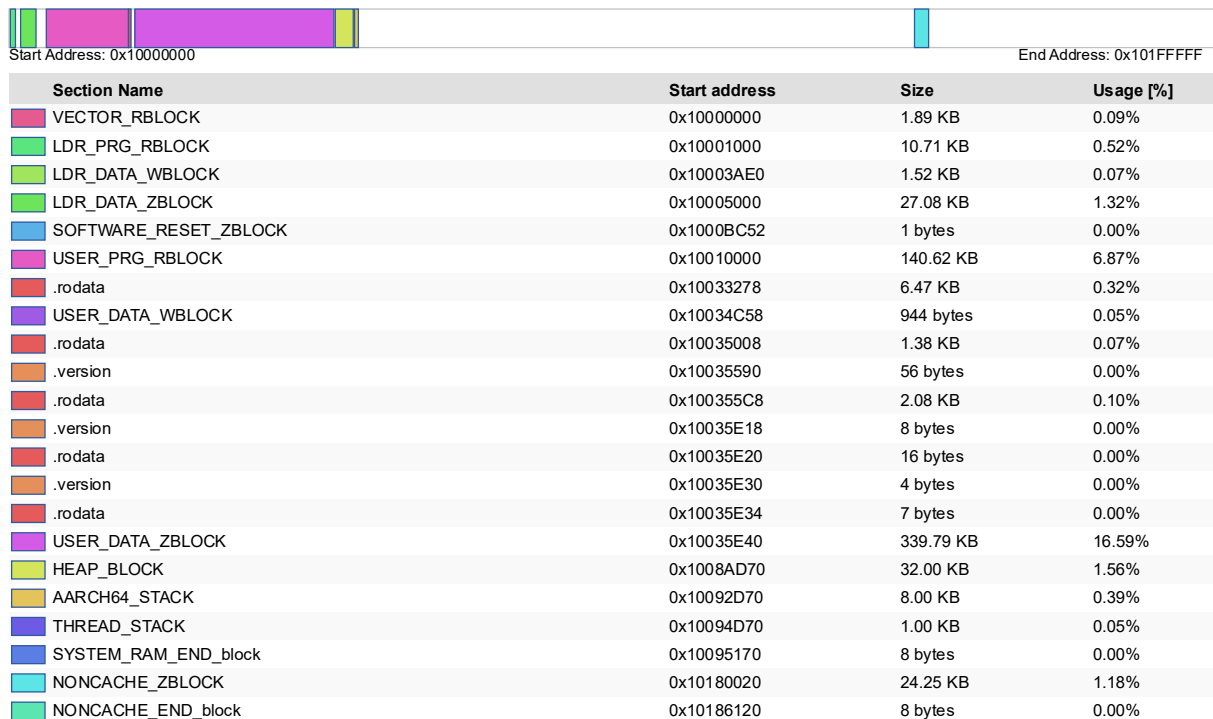 Start Address: 0x10000000 End Address: 0x101FFFFF
Section Name Start address Size Usage [%]
VECTOR_RBLOCK 0x10000000 1.89 KB 0.09%
LDR_PRG_RBLOCK 0x10001000 10.71 KB 0.52%
LDR_DATA_WBLOCK 0x10003AE0 1.52 KB 0.07%
LDR_DATA_ZBLOCK 0x10005000 27.08 KB 1.32%
SOFTWARE_RESET_ZBLOCK 0x1000BC52 1 bytes 0.00%
USER_PRG_RBLOCK 0x10010000 140.62 KB 6.87%
.rodata 0x10033278 6.47 KB 0.32%
USER_DATA_WBLOCK 0x10034C58 944 bytes 0.05%
.rodata 0x10035008 1.38 KB 0.07%
.version 0x10035590 56 bytes 0.00%
.rodata 0x100355C8 2.08 KB 0.10%
.version 0x10035E18 8 bytes 0.00%
.rodata 0x10035E20 16 bytes 0.00%
.version 0x10035E30 4 bytes 0.00%
.rodata 0x10035E34 7 bytes 0.00%
USER_DATA_ZBLOCK 0x10035E40 339.79 KB 16.59%
HEAP_BLOCK 0x1008AD70 32.00 KB 1.56%
AARCH64_STACK 0x10092D70 8.00 KB 0.39%
THREAD_STACK 0x10094D70 1.00 KB 0.05%
SYSTEM_RAM_END_block 0x10095170 8 bytes 0.00%
NONCACHE_ZBLOCK 0x10180020 24.25 KB 1.18%
NONCACHE_END_block 0x10186120 8 bytes 0.00%